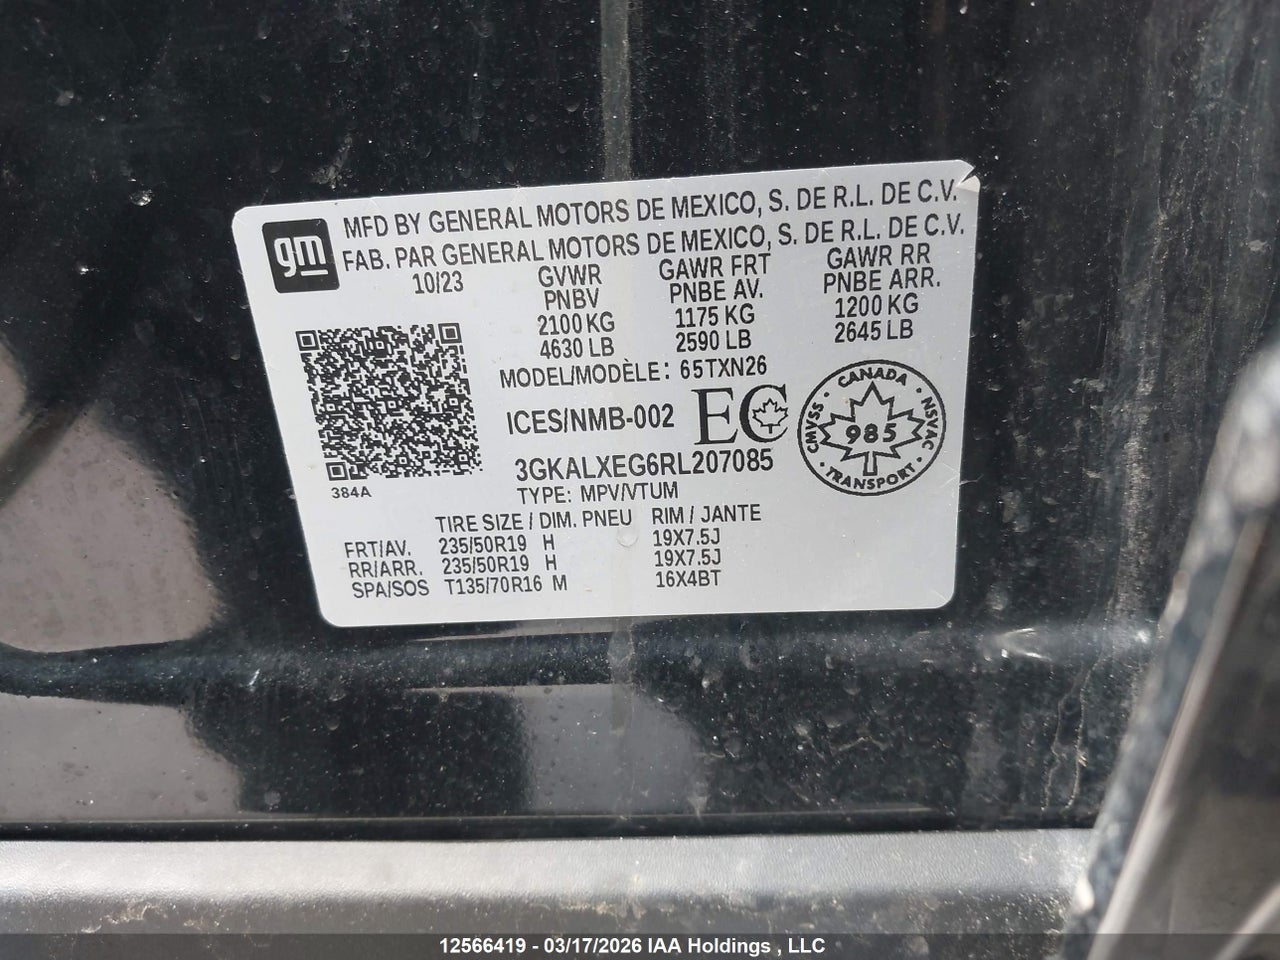 gm
MFD BY GENERAL MOTORS DE MEXICO, S. DE R.L. DE C.V.
FAB. PAR GENERAL MOTORS DE MEXICO, S. DE R.L. DE C.V.
10/23 GVWR GAWR FRT GAWR RR
PNBV PNBE AV. PNBE ARR.
2100 KG 1175 KG 1200 KG
4630 LB 2590 LB 2645 LB
MODEL/MODÈLE: 65TXN26
ICES/NMB-002 EC
CANADA
CMVSS 985 NSVAC
TRANSPORT
3GKALXEG6RL207085
384A
TYPE: MPV/VTUM
TIRE SIZE / DIM. PNEU RIM / JANTE
FRT/AV. 235/50R19 H 19X7.5J
RR/ARR. 235/50R19 H 19X7.5J
SPA/SOS T135/70R16 M 16X4BT
12566419 - 03/17/2026 IAA Holdings , LLC